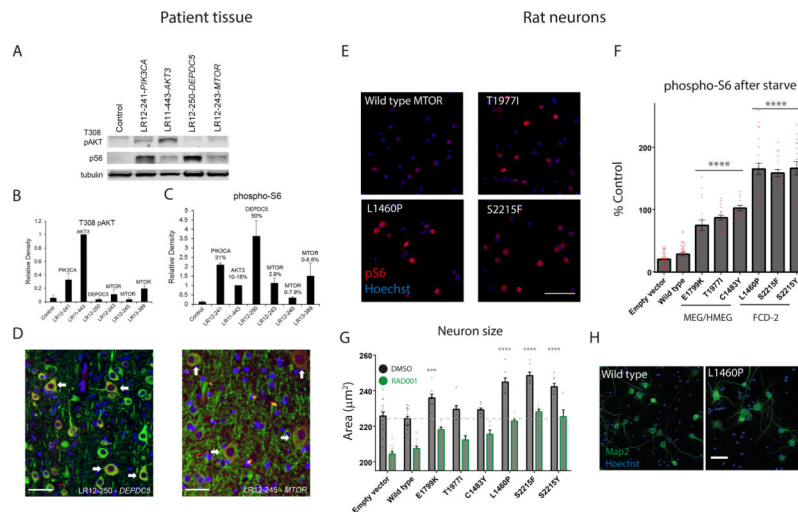 Patient tissue
Rat neurons
A
Control
LR12-241-PIK3CA
LR11-443-AKT3
LR12-250-DEPDC5
LR12-243-MTOR
T308
pAKT
pS6
tubulin
B
T308 pAKT
Relative Density
1.2
1
0.8
0.6
0.4
0.2
0
PIK3CA
AKT3
DEPDC5
MTOR
MTOR
MTOR
Control
LR12-241
LR11-443
LR12-250
LR12-243
LR12-245
LR13-389
C
phospho-S6
Relative Density
5
4.5
4
3.5
3
2.5
2
1.5
1
0.5
0
PIK3CA
31%
AKT3
10-18%
DEPDC5
50%
MTOR
2.9%
MTOR
0-7.9%
MTOR
0-8.6%
Control
LR12-241
LR11-443
LR12-250
LR12-243
LR12-245
LR13-389
D
LR12-250 - DEPDC5
LR12-245 - MTOR
E
Wild type MTOR
T1977I
L1460P
S2215F
pS6
Hoechst
F
phospho-S6 after starve
% Control
200
100
0
****
****
Empty vector
Wild type
E1799K
T1977I
C1483Y
L1460P
S2215F
S2215Y
MEG/HMEG
FCD-2
G
Neuron size
DMSO
RAD001
Area (μm²)
260
240
220
200
***
****
****
****
Empty vector
Wild type
E1799K
T1977I
C1483Y
L1460P
S2215F
S2215Y
H
Wild type
L1460P
Map2
Hoechst